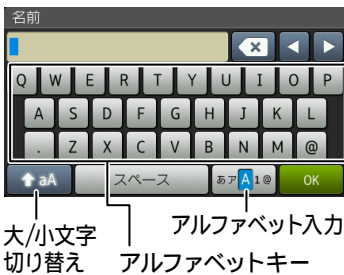 名前
Q W E R T Y U I O P
A S D F G H J K L
. Z X C V B N M @
aA スペース あア A 1@ OK
アルファベット入力
大/小文字
切り替え
アルファベットキー